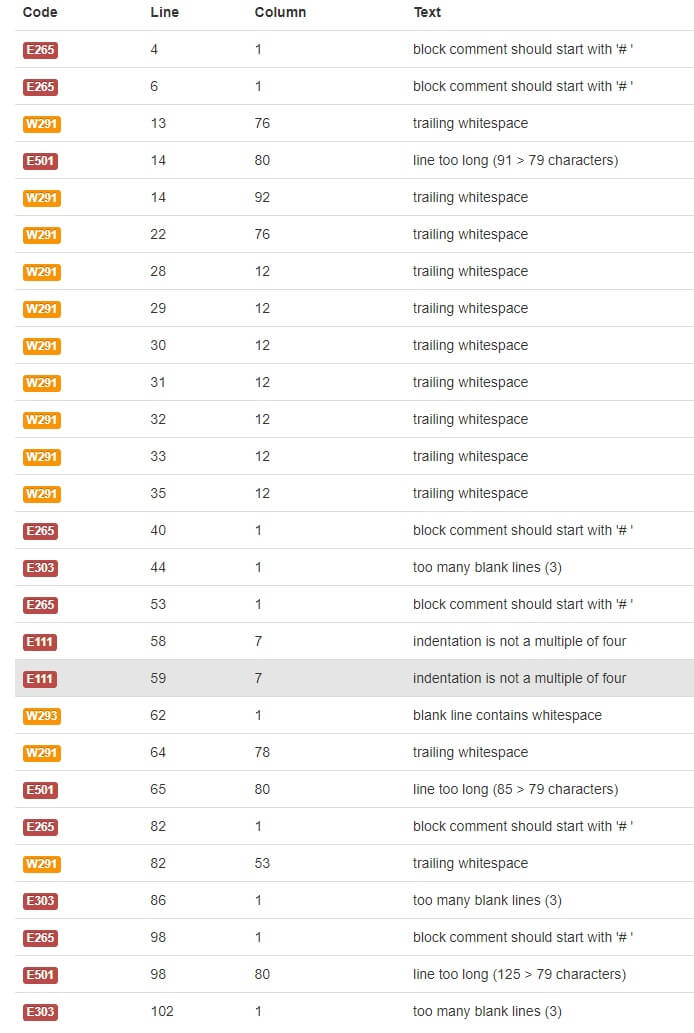 Code Line Column Text
E265 4 1 block comment should start with '# '
E265 6 1 block comment should start with '# '
W291 13 76 trailing whitespace
E501 14 80 line too long (91 > 79 characters)
W291 14 92 trailing whitespace
W291 22 76 trailing whitespace
W291 28 12 trailing whitespace
W291 29 12 trailing whitespace
W291 30 12 trailing whitespace
W291 31 12 trailing whitespace
W291 32 12 trailing whitespace
W291 33 12 trailing whitespace
W291 35 12 trailing whitespace
E265 40 1 block comment should start with '# '
E303 44 1 too many blank lines (3)
E265 53 1 block comment should start with '# '
E111 58 7 indentation is not a multiple of four
E111 59 7 indentation is not a multiple of four
W293 62 1 blank line contains whitespace
W291 64 78 trailing whitespace
E501 65 80 line too long (85 > 79 characters)
E265 82 1 block comment should start with '# '
W291 82 53 trailing whitespace
E303 86 1 too many blank lines (3)
E265 98 1 block comment should start with '# '
E501 98 80 line too long (125 > 79 characters)
E303 102 1 too many blank lines (3)